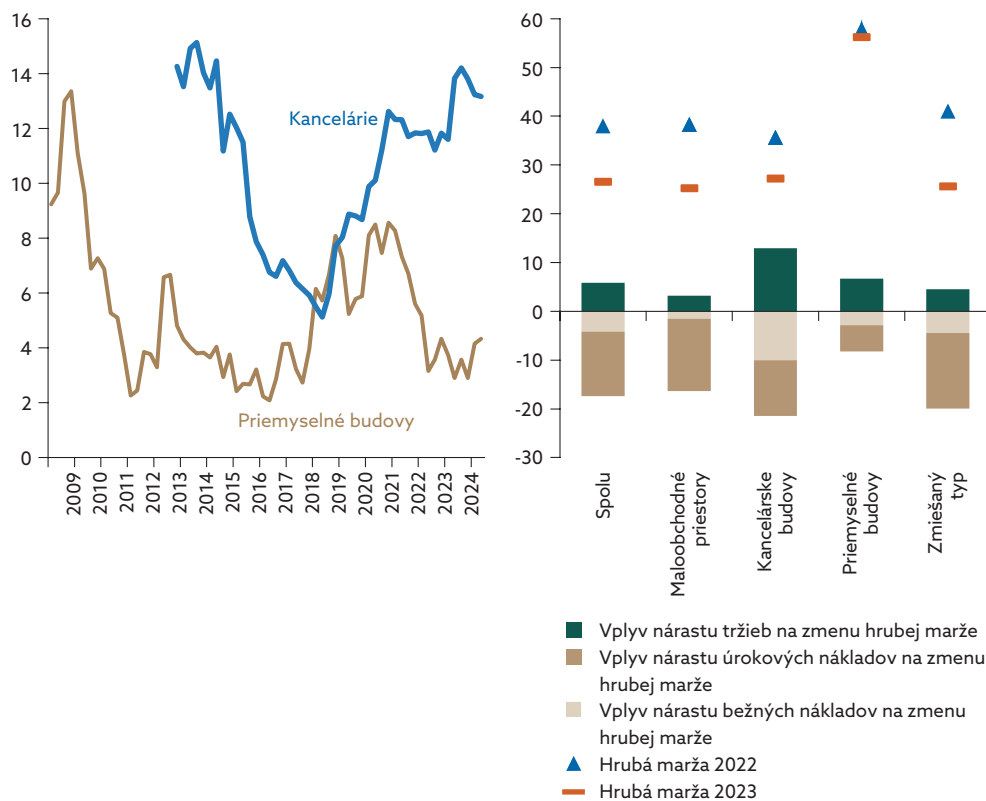 16
14
12
10
8
6
4
2
0
Kancelárie
Priemyselné budovy
2009
2010
2011
2012
2013
2014
2015
2016
2017
2018
2019
2020
2021
2022
2023
2024
60
50
40
30
20
10
0
-10
-20
-30
Spolu
Maloobchodné
priestory
Kancelárske
budovy
Priemyselné
budovy
Zmiešaný
typ
Vplyv nárastu tržieb na zmenu hrubej marže
Vplyv nárastu úrokových nákladov na zmenu
hrubej marže
Vplyv nárastu bežných nákladov na zmenu
hrubej marže
Hrubá marža 2022
Hrubá marža 2023